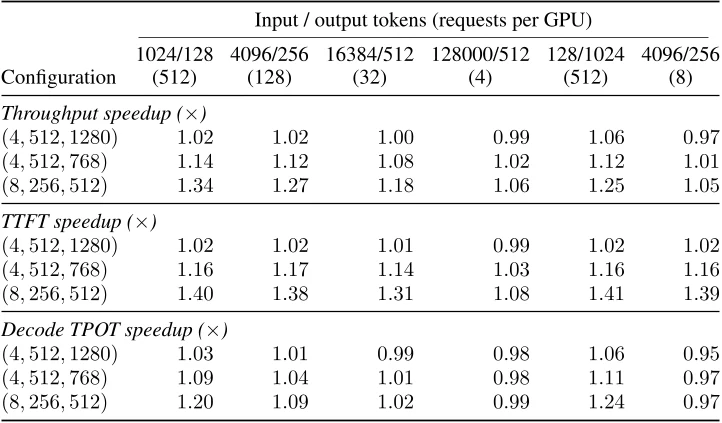 Input / output tokens (requests per GPU)
1024/128 4096/256 16384/512 128000/512 128/1024 4096/256
Configuration (512) (128) (32) (4) (512) (8)
Throughput speedup (×)
(4, 512, 1280) 1.02 1.02 1.00 0.99 1.06 0.97
(4, 512, 768) 1.14 1.12 1.08 1.02 1.12 1.01
(8, 256, 512) 1.34 1.27 1.18 1.06 1.25 1.05
TTFT speedup (×)
(4, 512, 1280) 1.02 1.02 1.01 0.99 1.02 1.02
(4, 512, 768) 1.16 1.17 1.14 1.03 1.16 1.16
(8, 256, 512) 1.40 1.38 1.31 1.08 1.41 1.39
Decode TPOT speedup (×)
(4, 512, 1280) 1.03 1.01 0.99 0.98 1.06 0.95
(4, 512, 768) 1.09 1.04 1.01 0.98 1.11 0.97
(8, 256, 512) 1.20 1.09 1.02 0.99 1.24 0.97